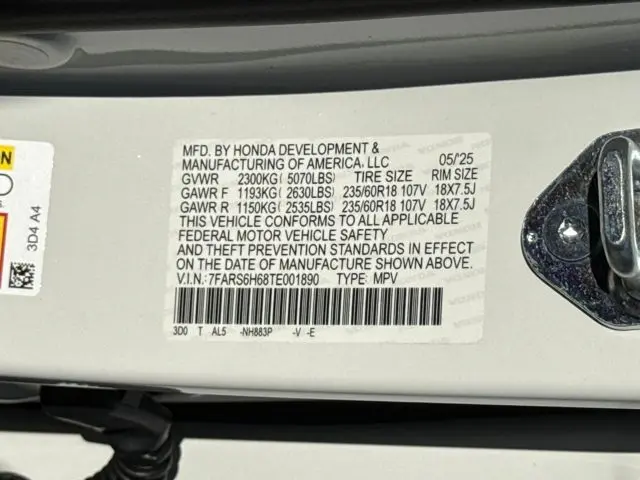 MFD. BY HONDA DEVELOPMENT &
MANUFACTURING OF AMERICA, LLC 05/'25
GVWR 2300KG( 5070LBS) TIRE SIZE RIM SIZE
GAWR F 1193KG( 2630LBS) 235/60R18 107V 18X7.5J
GAWR R 1150KG( 2535LBS) 235/60R18 107V 18X7.5J
THIS VEHICLE CONFORMS TO ALL APPLICABLE
FEDERAL MOTOR VEHICLE SAFETY
AND THEFT PREVENTION STANDARDS IN EFFECT
ON THE DATE OF MANUFACTURE SHOWN ABOVE.
V.I.N.:7FARS6H68TE001890 TYPE: MPV
3D0 T AL5 -NH883P -V -E
3D4 A4